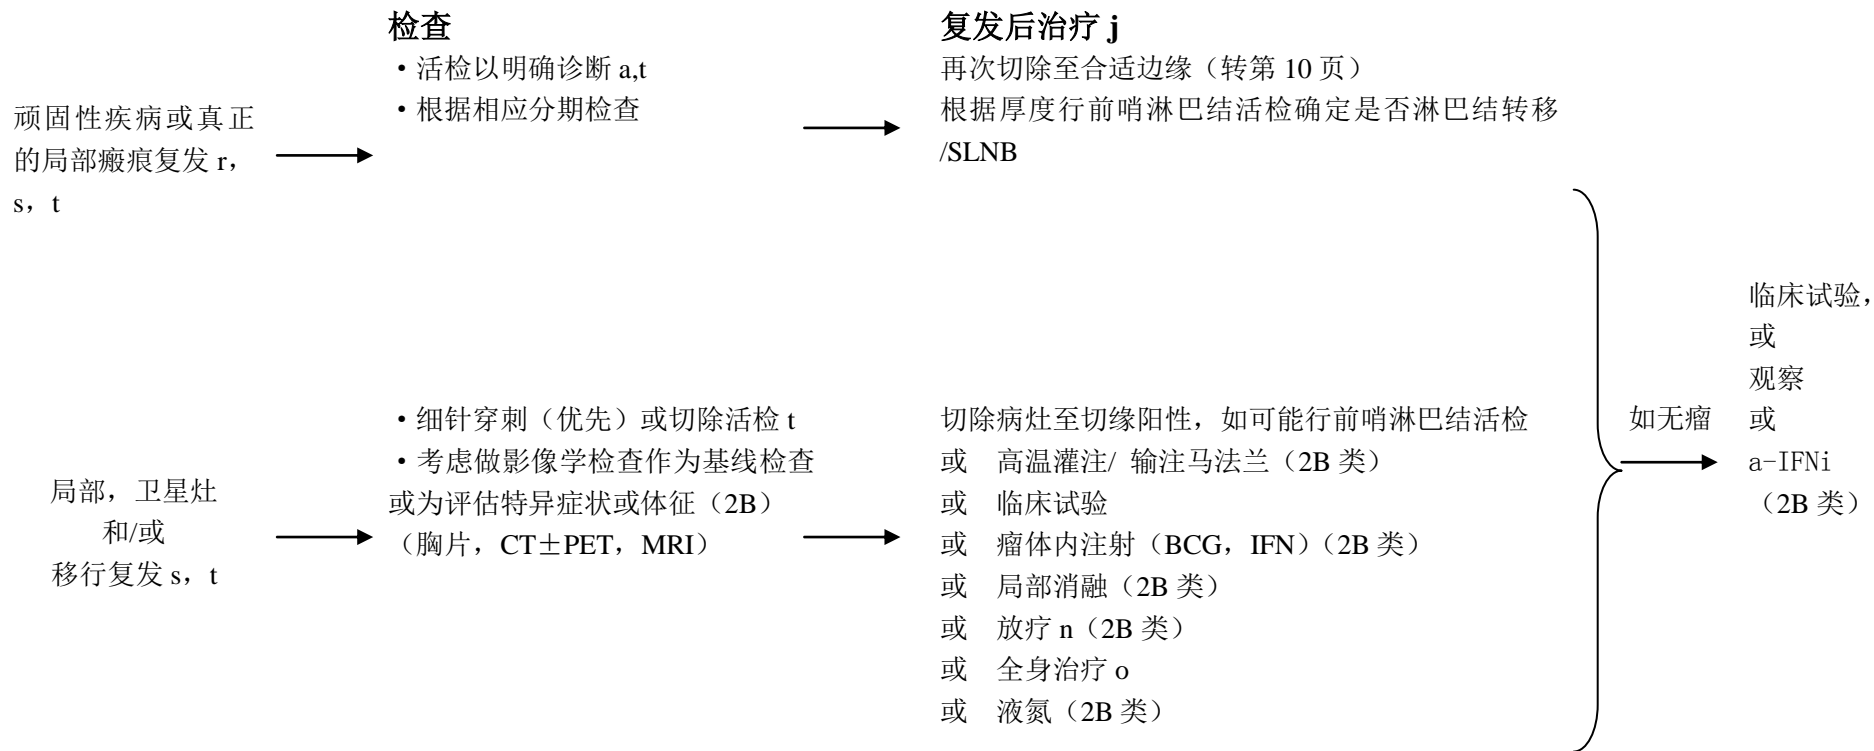 检查
·活检以明确诊断 a,t
·根据相应分期检查
复发后治疗 j
再次切除至合适边缘（转第 10 页）
根据厚度行前哨淋巴结活检确定是否淋巴结转移
/SLNB
顽固性疾病或真正
的局部瘢痕复发 r，
s，t
局部，卫星灶
和/或
移行复发 s，t
·细针穿刺（优先）或切除活检 t
·考虑做影像学检查作为基线检查
或为评估特异症状或体征（2B）
（胸片，CT±PET，MRI）
切除病灶至切缘阳性，如可能行前哨淋巴结活检
或 高温灌注/ 输注马法兰（2B 类）
或 临床试验
或 瘤体内注射（BCG，IFN）（2B 类）
或 局部消融（2B 类）
或 放疗 n（2B 类）
或 全身治疗 o
或 液氮（2B 类）
如无瘤
临床试验，
或
观察
或
a-IFNi
（2B 类）